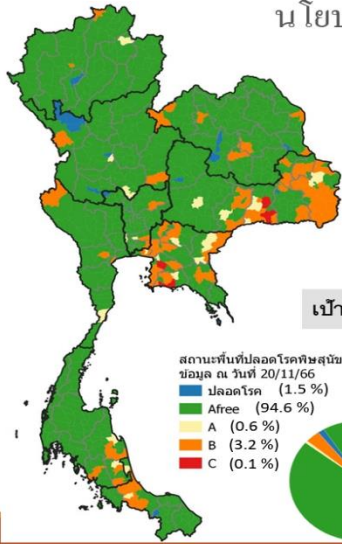 นโยบ
เป้า
สถานะพื้นที่ปลอดโรคพิษสุนัข
ข้อมูล ณ วันที่ 20/11/66
ปลอดโรค (1.5 %)
Afree (94.6 %)
A (0.6 %)
B (3.2 %)
C (0.1 %)